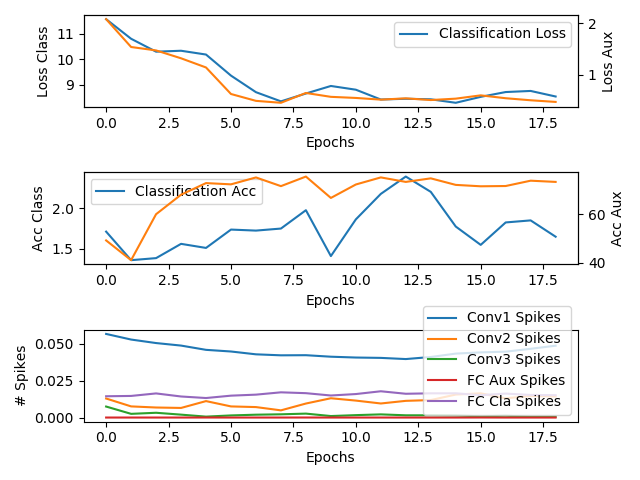 Classification Loss
Loss Class
11
10
9
2
1
Loss Aux
0.0 2.5 5.0 7.5 10.0 12.5 15.0 17.5
Epochs
Classification Acc
Acc Class
2.0
1.5
60
40
Acc Aux
0.0 2.5 5.0 7.5 10.0 12.5 15.0 17.5
Epochs
Conv1 Spikes
Conv2 Spikes
Conv3 Spikes
FC Aux Spikes
FC Cla Spikes
# Spikes
0.050
0.025
0.000
0.0 2.5 5.0 7.5 10.0 12.5 15.0 17.5
Epochs